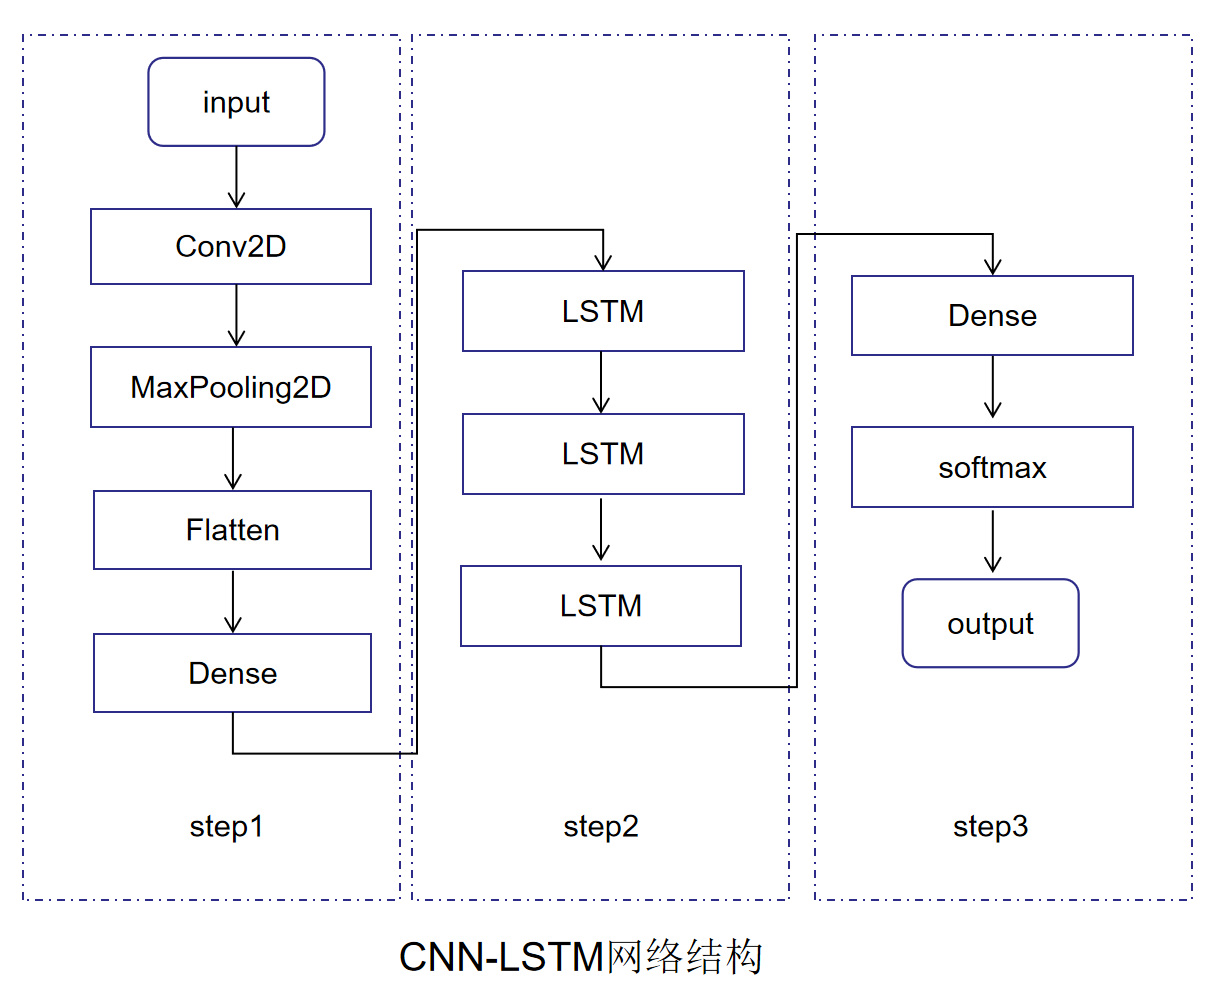 input
Conv2D
MaxPooling2D
Flatten
Dense
step1
LSTM
LSTM
LSTM
step2
Dense
softmax
output
step3
CNN-LSTM网络结构